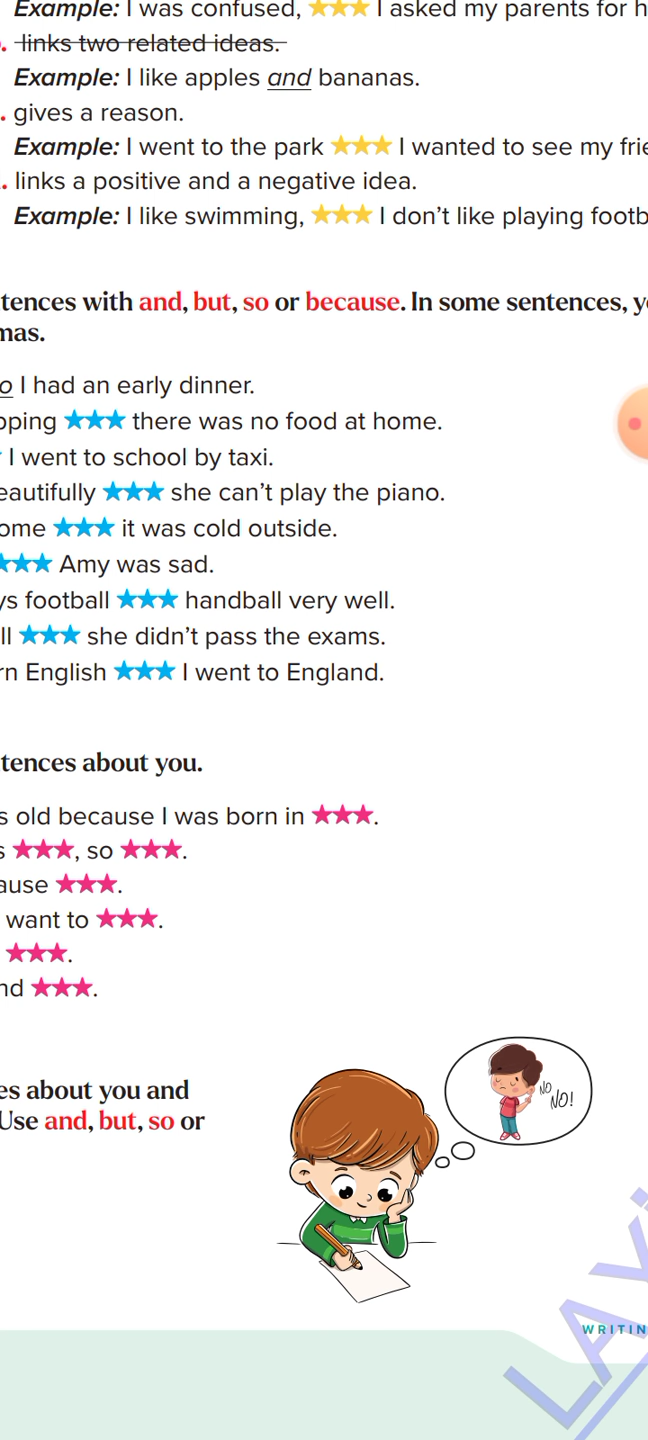 Example: I was confused, ★★★ I asked my parents for h
. links two related ideas.
Example: I like apples and bananas.
. gives a reason.
Example: I went to the park ★★★ I wanted to see my frie
. links a positive and a negative idea.
Example: I like swimming, ★★★ I don't like playing footb
tences with and, but, so or because. In some sentences, y
mas.
o I had an early dinner.
pping ★★★ there was no food at home.
I went to school by taxi.
eautifully ★★★ she can't play the piano.
ome ★★★ it was cold outside.
★★★ Amy was sad.
ys football ★★★ handball very well.
ll ★★★ she didn't pass the exams.
rn English ★★★ I went to England.
tences about you.
s old because I was born in ★★★.
s ★★★, so ★★★.
ause ★★★.
want to ★★★.
★★★.
nd ★★★.
es about you and
Use and, but, so or
NO
NO!
WRITIN
LAY